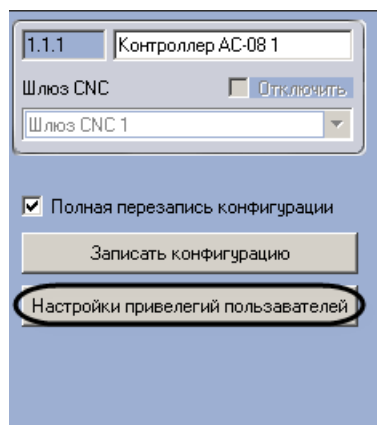 1.1.1 Контроллер АС-08 1
Шлюз CNC Отключить
Шлюз CNC 1
Полная перезапись конфигурации
Записать конфигурацию
Настройки привелегий пользавателей